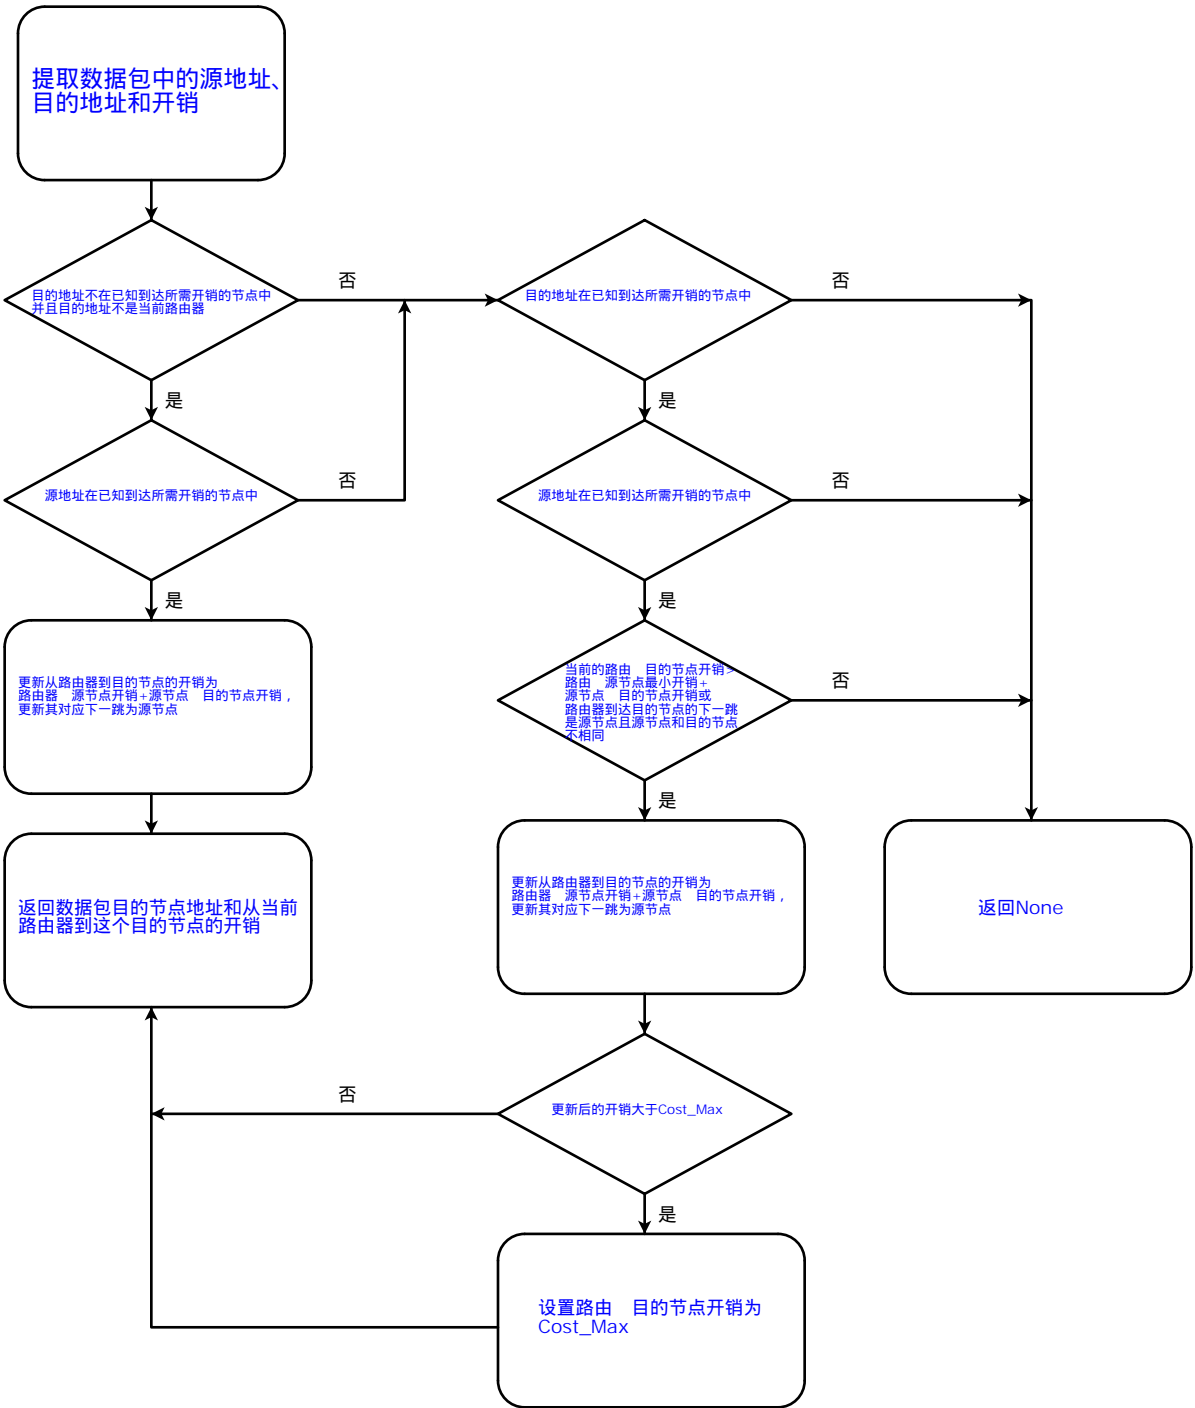 提取数据包中的源地址、
目的地址和开销
目的地址不在已知到达所需开销的节点中
并且目的地址不是当前路由器
否
目的地址在已知到达所需开销的节点中
否
是
是
源地址在已知到达所需开销的节点中
否
源地址在已知到达所需开销的节点中
否
是
是
更新从路由器到目的节点的开销为
路由器 源节点开销+源节点 目的节点开销，
更新其对应下一跳为源节点
当前的路由 目的节点开销>
路由 源节点最小开销+
源节点 目的节点开销或
路由器到达目的节点的下一跳
是源节点且源节点和目的节点
不相同
否
是
返回数据包目的节点地址和从当前
路由器到这个目的节点的开销
更新从路由器到目的节点的开销为
路由器 源节点开销+源节点 目的节点开销，
更新其对应下一跳为源节点
返回None
否
更新后的开销大于Cost_Max
是
设置路由 目的节点开销为
Cost_Max